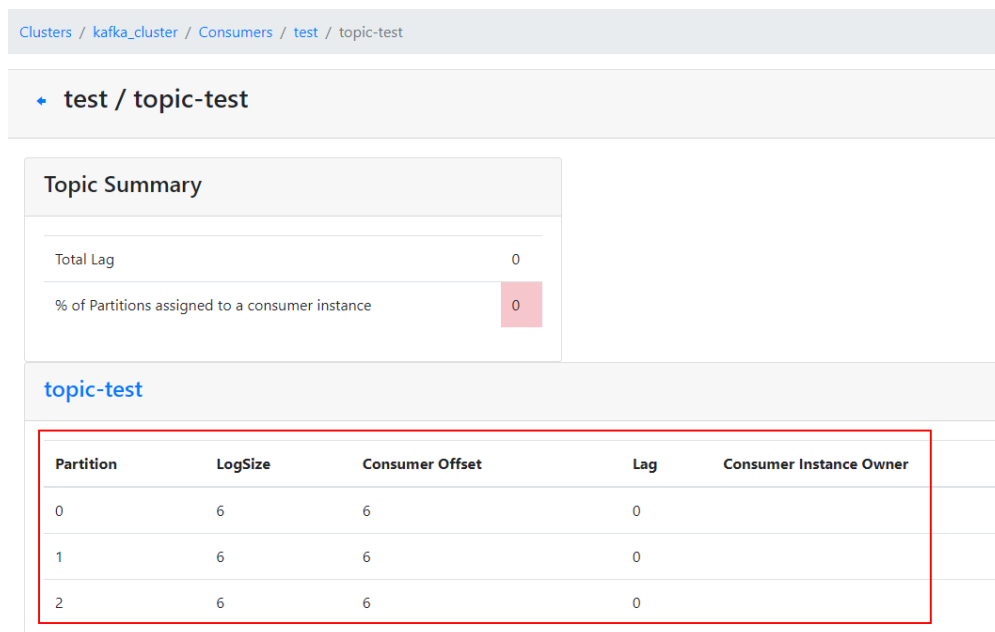 Clusters / kafka_cluster / Consumers / test / topic-test
test / topic-test
Topic Summary
Total Lag 0
% of Partitions assigned to a consumer instance 0
topic-test
Partition LogSize Consumer Offset Lag Consumer Instance Owner
0 6 6 0
1 6 6 0
2 6 6 0